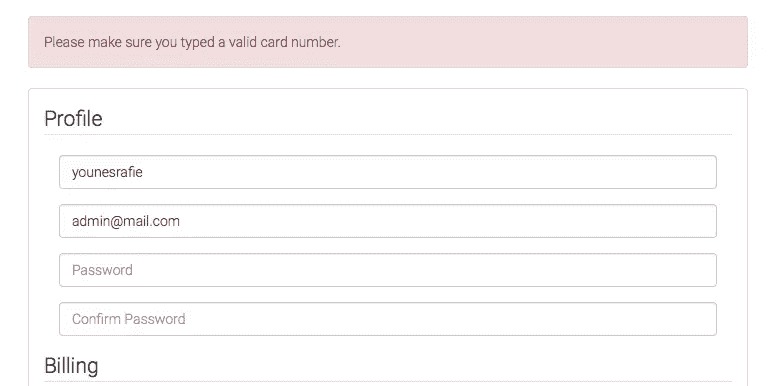 Please make sure you typed a valid card number.
Profile
younesrafie
admin@mail.com
Password
Confirm Password
Billing